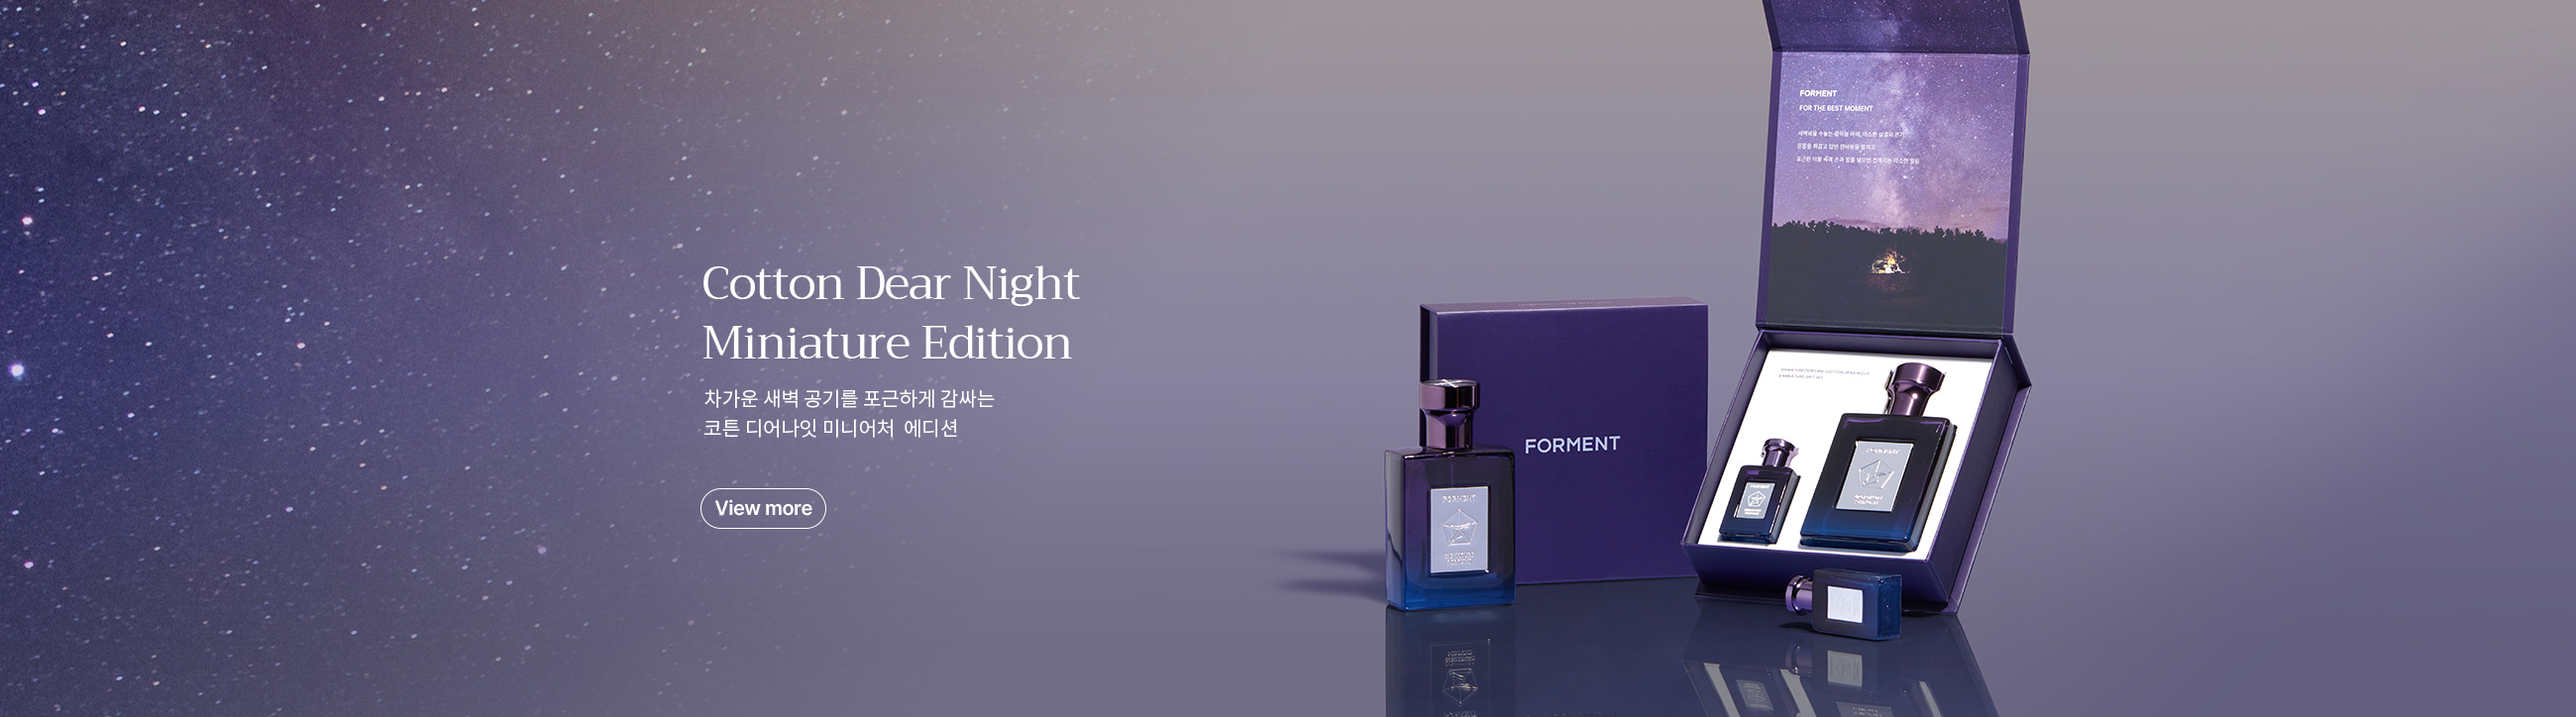 Cotton Dear Night
Miniature Edition
차가운 새벽 공기를 포근하게 감싸는
코튼 디어나잇 미니어처 에디션
View more
FORMENT
FORMENT
FOR THE BEST MOMENT
FORMENT
FORMENT